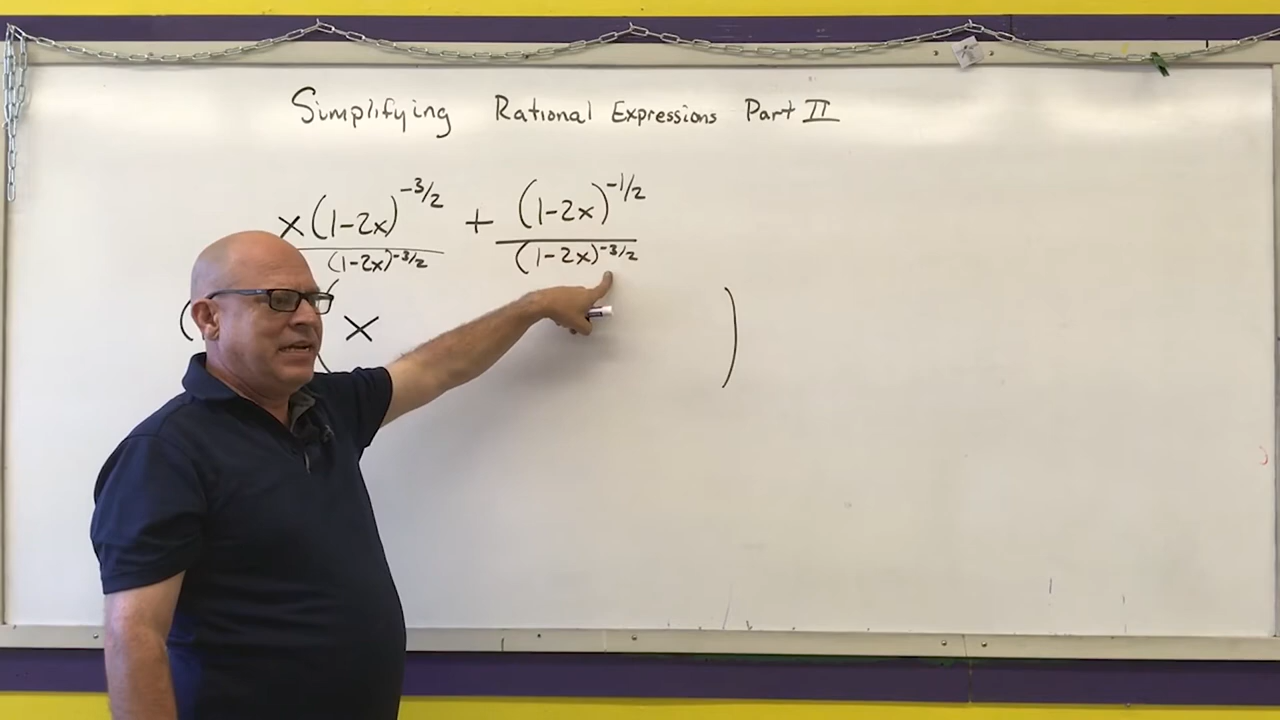 Simplifying Rational Expressions Part II
x(1-2x)^{-3/2} + (1-2x)^{-1/2}
(1-2x)^{-3/2} (1-2x)^{-3/2}
( ( x )